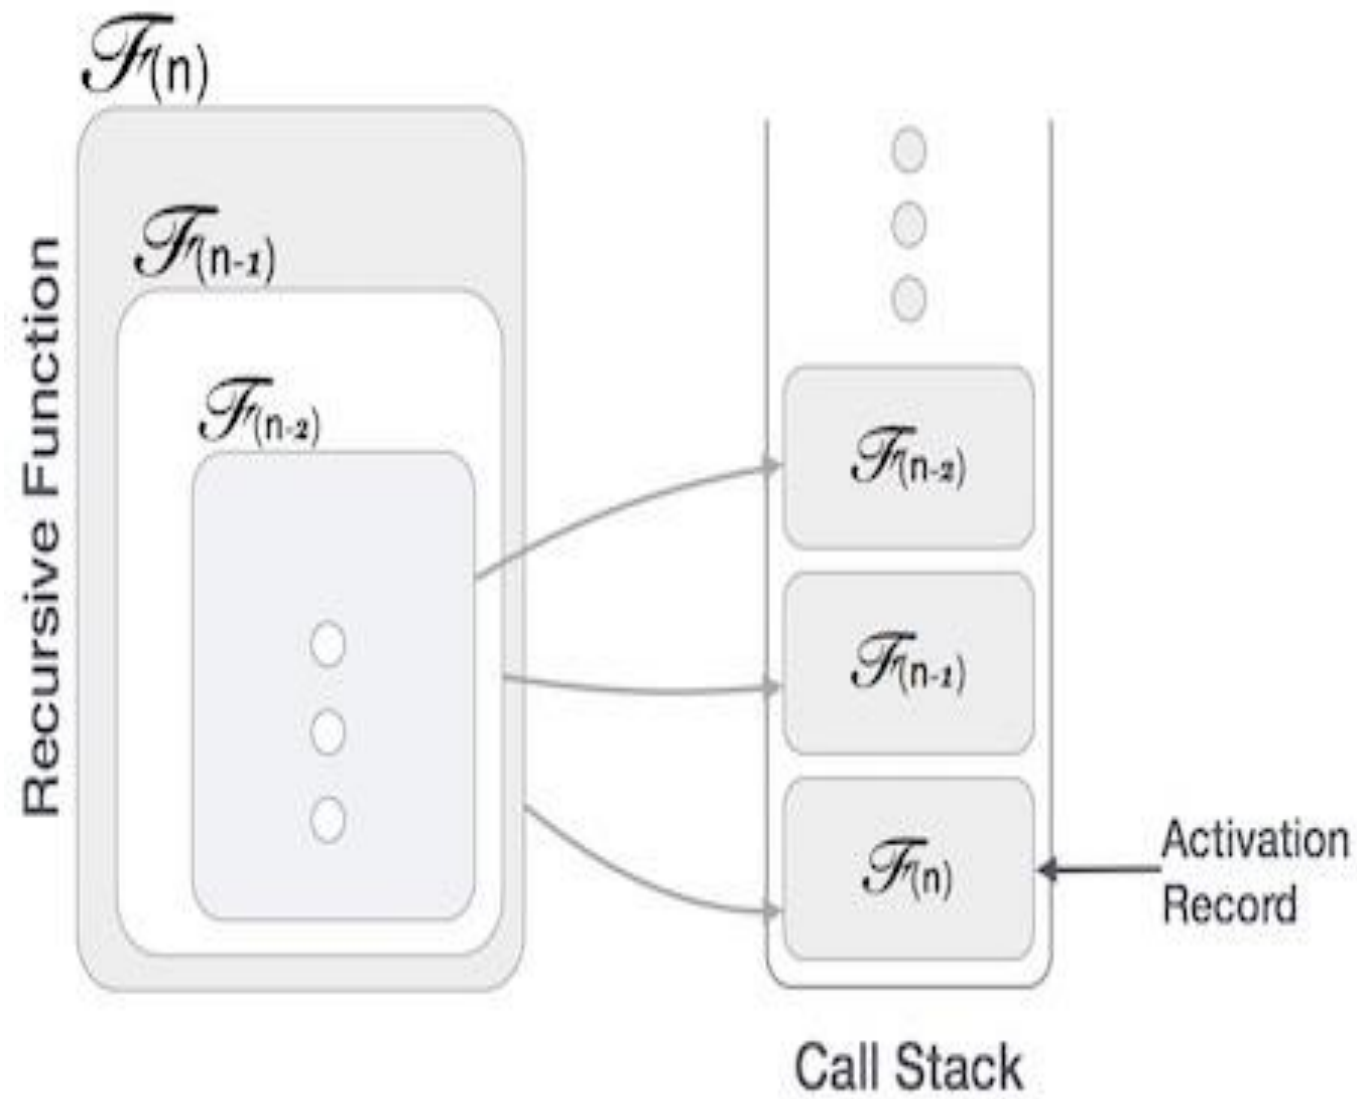 ℱ(n)
ℱ(n-1)
ℱ(n-2)
Recursive Function
ℱ(n-2)
ℱ(n-1)
ℱ(n)
Activation
Record
Call Stack